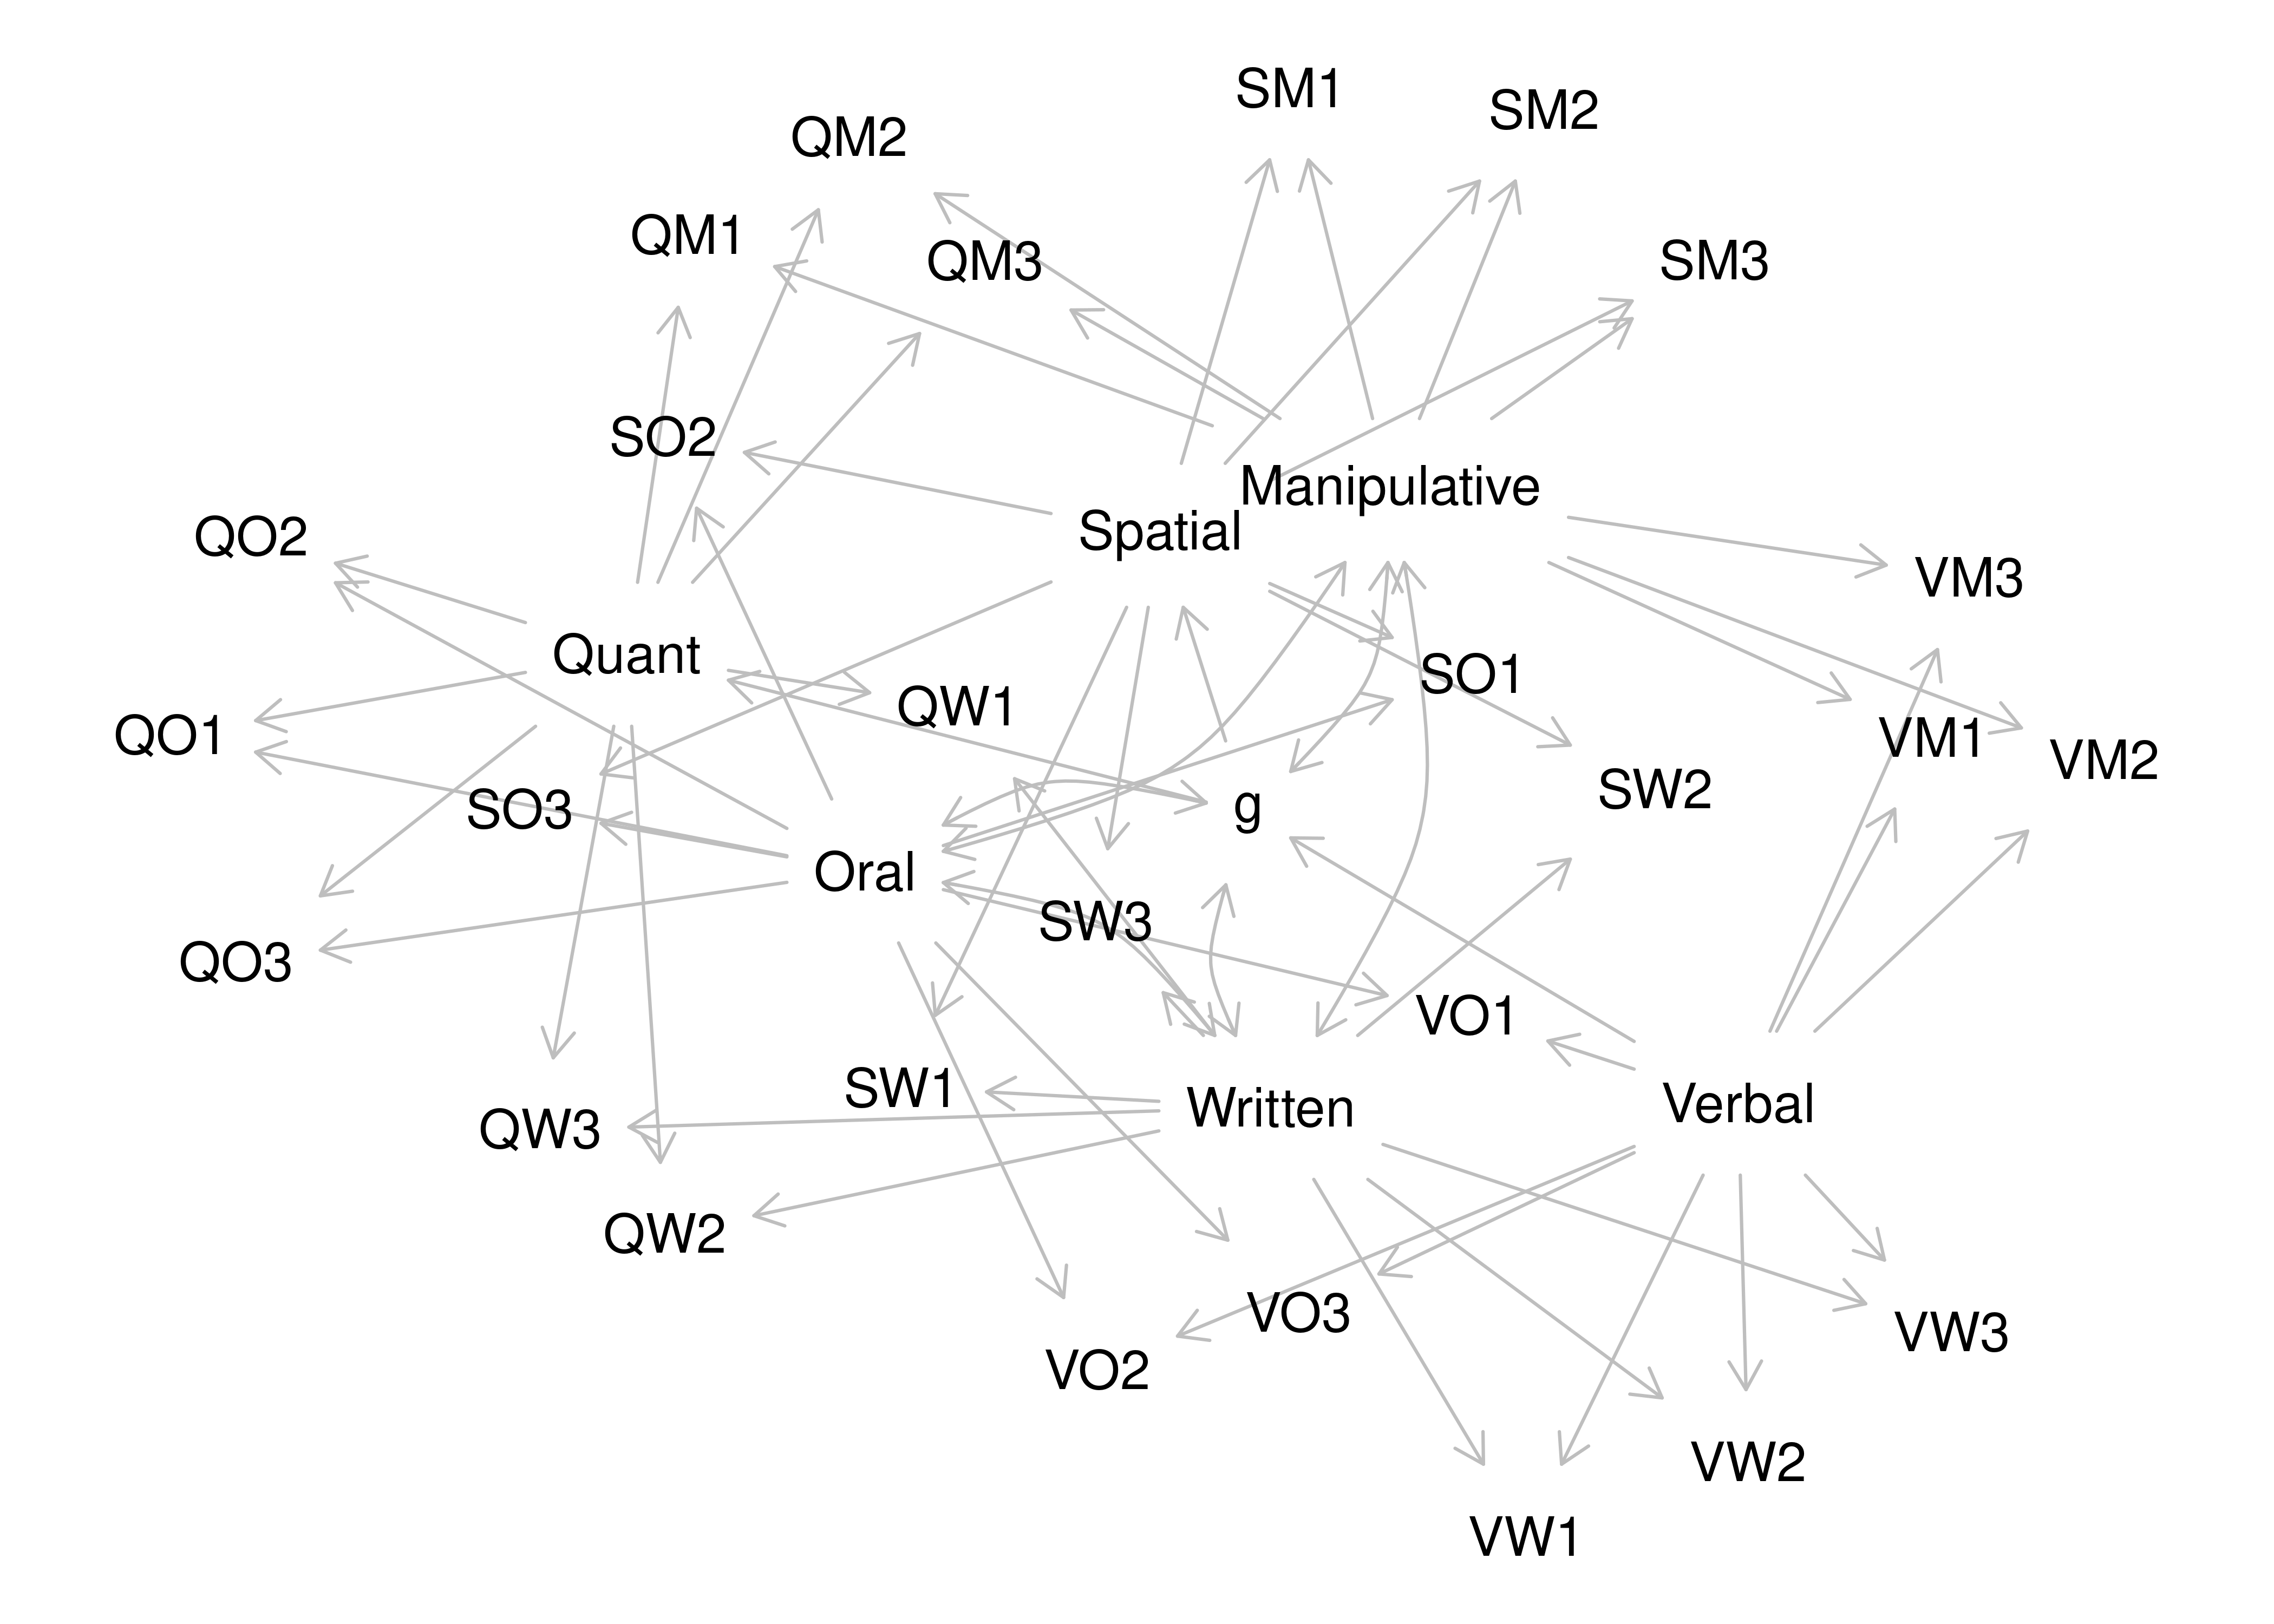 SM1
SM2
QM2
QM1
QM3
SM3
SO2
Manipulative
Spatial
QO2
VM3
Quant
SO1
QW1
QO1
VM1
VM2
SW2
SO3
g
Oral
SW3
QO3
VO1
SW1
Written
Verbal
QW3
QW2
VO3
VW3
VO2
VW2
VW1